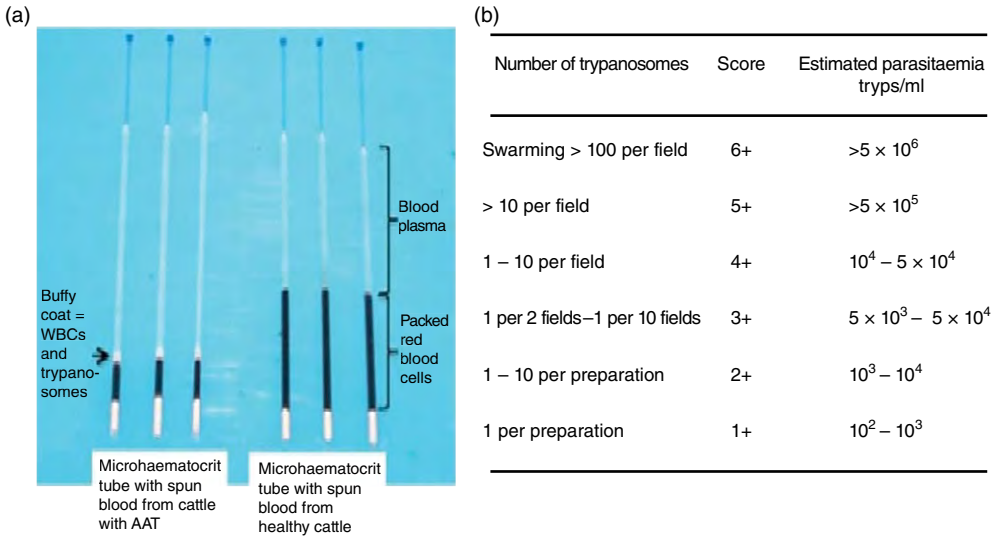 (a)
Blood
plasma
Buffy
coat =
WBCs
and
trypano-
somes
Packed
red
blood
cells
Microhaematocrit
tube with spun
blood from cattle
with AAT
Microhaematocrit
tube with spun
blood from
healthy cattle
(b)
Number of trypanosomes Score Estimated parasitaemia
tryps/ml
Swarming > 100 per field 6+ >5 × 10⁶
> 10 per field 5+ >5 × 10⁵
1 – 10 per field 4+ 10⁴ – 5 × 10⁴
1 per 2 fields–1 per 10 fields 3+ 5 × 10³ – 5 × 10⁴
1 – 10 per preparation 2+ 10³ – 10⁴
1 per preparation 1+ 10² – 10³